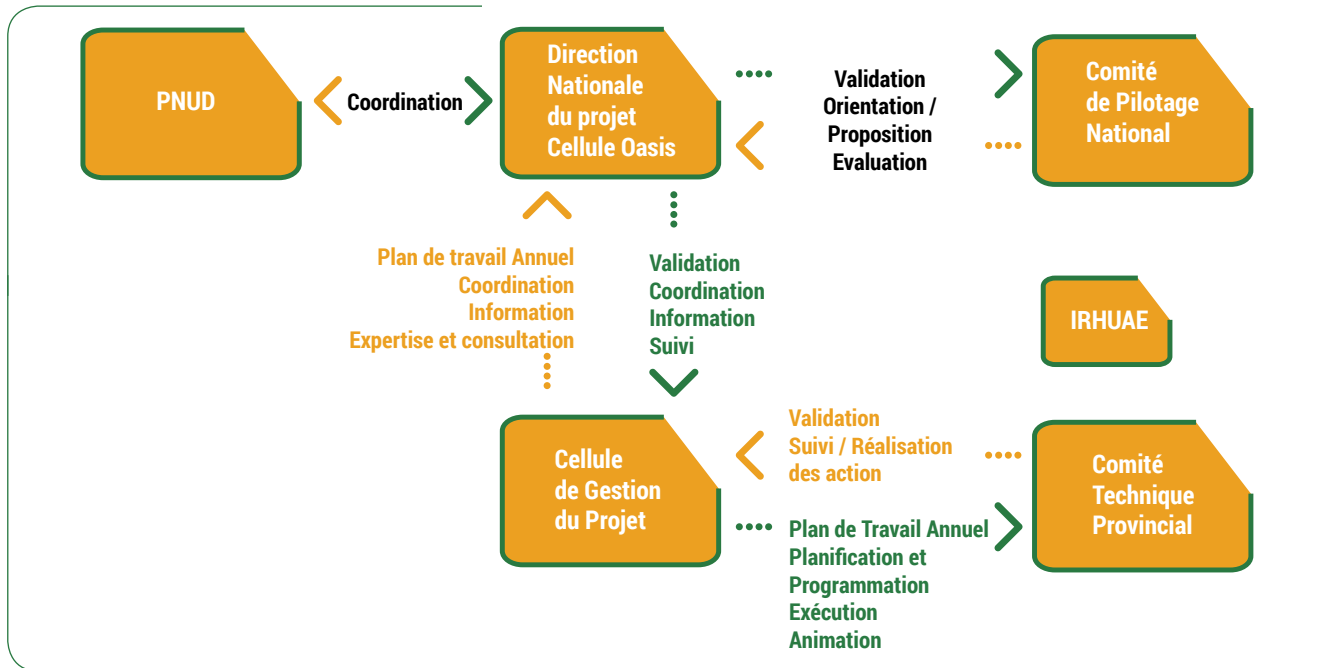 PNUD
Coordination
Direction
Nationale
du projet
Cellule Oasis
Validation
Orientation /
Proposition
Evaluation
Comité
de Pilotage
National
Plan de travail Annuel
Coordination
Information
Expertise et consultation
Validation
Coordination
Information
Suivi
IRHUAE
Cellule
de Gestion
du Projet
Validation
Suivi / Réalisation
des action
Plan de Travail Annuel
Planification et
Programmation
Exécution
Animation
Comité
Technique
Provincial